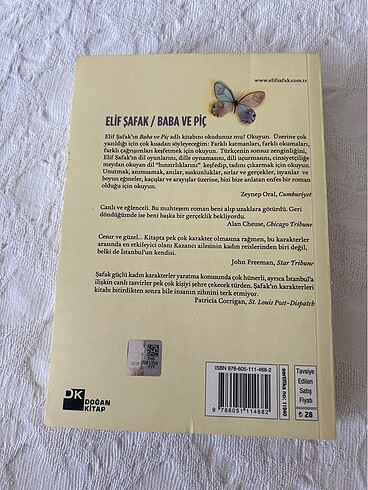 www.elifsafak.com.tr
ELİF ŞAFAK / BABA VE PİÇ
Elif Şafak'ın Baba ve Piç adlı kitabını okudunuz mu? Okuyun. Üzerine çok
yazıldığı için çok kısadan söyleyeceğim: Farklı katmanları, farklı okumaları,
farklı çağrışımları keşfetmek için okuyun. Türkçenin sonsuz zenginliğini,
Elif Şafak'ın dil oyunlarını, dille oynamasını, dili uçurmasını, cinsiyetçiliğe
meydan okuyan dil "hınzırlıklarını" keşfedip, tadını çıkarmak için okuyun.
Unutmak, anımsamak, anılar, suskunluklar, sırlar ve gerçekler, isyanlar ve
boyun eğmeler, kaçışlar ve arayışlar üzerine, bizi bize anlatan enfes bir roman
olduğu için okuyun.
Zeynep Oral, Cumhuriyet
Canlı ve eğlenceli. Bu muhteşem roman beni alıp uzaklara götürdü. Geri
döndüğümde ise beni başka bir gerçeklik bekliyordu.
Alan Cheuse, Chicago Tribune
Cesur ve güzel... Kitapta pek çok karakter olmasına rağmen, bu karakterler
arasında en etkileyici olanı Kazancı ailesinin kadın reislerinden biri değil,
belki de İstanbul'un kendisi.
John Freeman, Star Tribune
Şafak güçlü kadın karakterler yaratma konusunda çok hünerli, ayrıca İstanbul'a
ilişkin canlı tasvirler pek çok kişiyi şehre çekecek türden. Şafak'ın karakterleri
kitabı bitirdikten sonra bile insanın zihnini terk etmiyor.
Patricia Corrigan, St. Louis Post-Dispatch
DK
DOĞAN
KİTAP
ISBN 978-605-111-468-2
9 786051 114682
sertifika no: 11940
Tavsiye
Edilen
Satış
Fiyatı
₺ 28